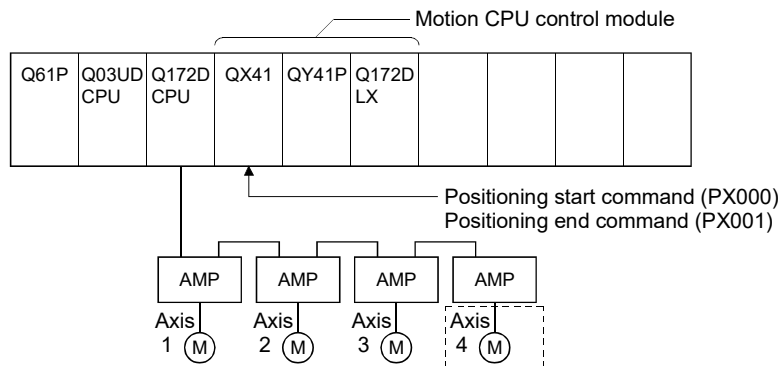 Motion CPU control module
Q61P
Q03UD
CPU
Q172D
CPU
QX41
QY41P
Q172D
LX
Positioning start command (PX000)
Positioning end command (PX001)
AMP
AMP
AMP
AMP
Axis
1
M
Axis
2
M
Axis
3
M
Axis
4
M